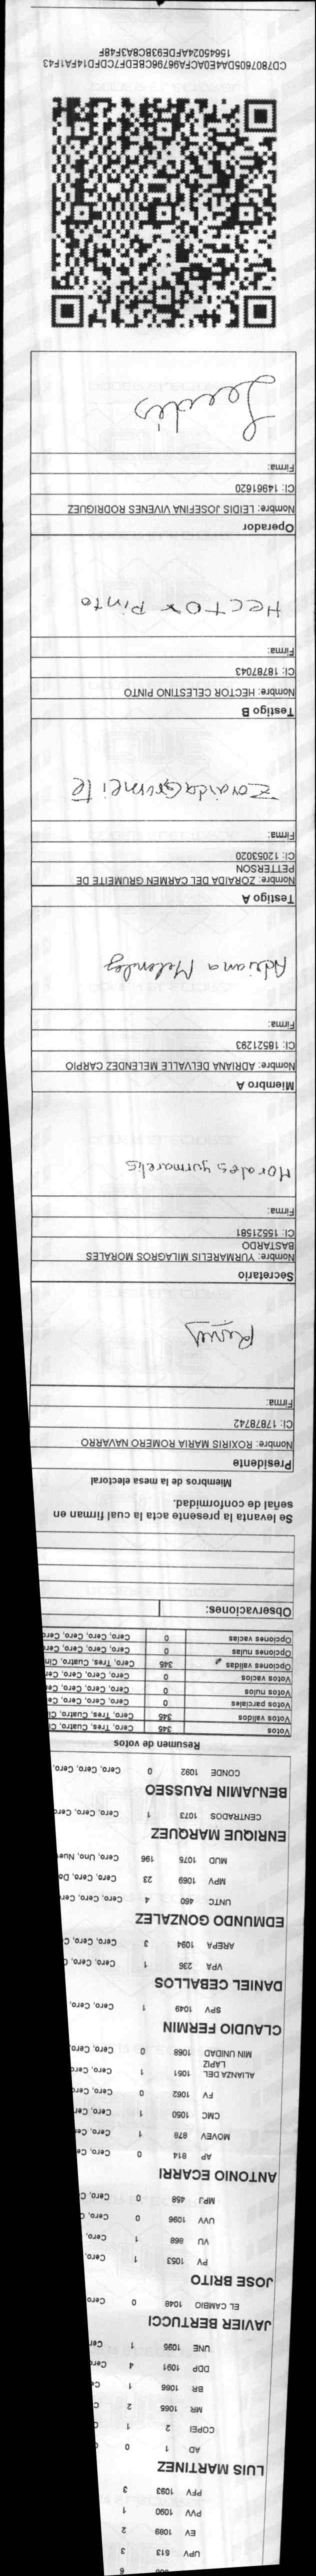 6
UPV 513 3
EV 1089 2
PVV 1090 1
PFV 1093 3
LUIS MARTINEZ
AD 1 0
COPEI 2 1
MR 1065 2
BR 1066 1 Ce
DDP 1091 4 Cero
UNE 1095 1 Cer
JAVIER BERTUCCI
EL CAMBIO 1048 0 Cero
JOSE BRITO
PV 1053 1 Cero,
VU 868 1 Cero,
UVV 1096 0 Cero, C
MPJ 458 0 Cero, C
ANTONIO ECARRI
AP 814 0 Cero, Ce
MOVEV 878 1 Cero, Cer
CMC 1050 1 Cero, Cer
FV 1062 0 Cero, Cero
ALIANZA DEL LAPIZ 1051 1 Cero, Cero
MIN UNIDAD 1068 0 Cero, Cero,
CLAUDIO FERMIN
SPV 1049 1 Cero, Cero,
DANIEL CEBALLOS
VPA 236 1 Cero, Cero, C
AREPA 1094 3 Cero, Cero, C
EDMUNDO GONZALEZ
UNTC 460 4 Cero, Cero, Cer
MPV 1069 23 Cero, Cero, Do
MUD 1075 196 Cero, Uno, Nue
ENRIQUE MARQUEZ
CENTRADOS 1073 1 Cero, Cero, Cero
BENJAMIN RAUSSEO
CONDE 1092 0 Cero, Cero, Cero,
Resumen de votos
Votos 345 Cero, Tres, Cuatro, Ci
Votos validos 345 Cero, Tres, Cuatro, Ci
Votos parciales 0 Cero, Cero, Cero, Ce
Votos nulos 0 Cero, Cero, Cero, Cer
Votos vacios 0 Cero, Cero, Cero, Cer
Opciones validas 345 Cero, Tres, Cuatro, Cin
Opciones nulas 0 Cero, Cero, Cero, Cer
Opciones vacias 0 Cero, Cero, Cero, Cero
Observaciones:
Se levanta la presente acta la cual firman en
señal de conformidad.
Miembros de la mesa electoral
Presidente
Nombre: ROXIRIS MARIA ROMERO NAVARRO
CI: 17878742
Firma:
Secretario
Nombre: YURMARELIS MILAGROS MORALES
BASTARDO
CI: 15521581
Firma:
Morales yurmarelis
Miembro A
Nombre: ADRIANA DELVALLE MELENDEZ CARPIO
CI: 18521293
Firma:
Adriana Melendez
Testigo A
Nombre: ZORAIDA DEL CARMEN GRUMEITE DE
PETTERSON
CI: 12053020
Firma:
Zoraida Grumeite
Testigo B
Nombre: HECTOR CELESTINO PINTO
CI: 18787043
Firma:
Hector Pinto
Operador
Nombre: LEIDIS JOSEFINA VIVENES RODRIGUEZ
CI: 14961620
Firma:
Leidis
CD7807605DA4E0ACFA96796CBEDF7CDFD14FA1F43
15645024AFDE93BC8A3F48F